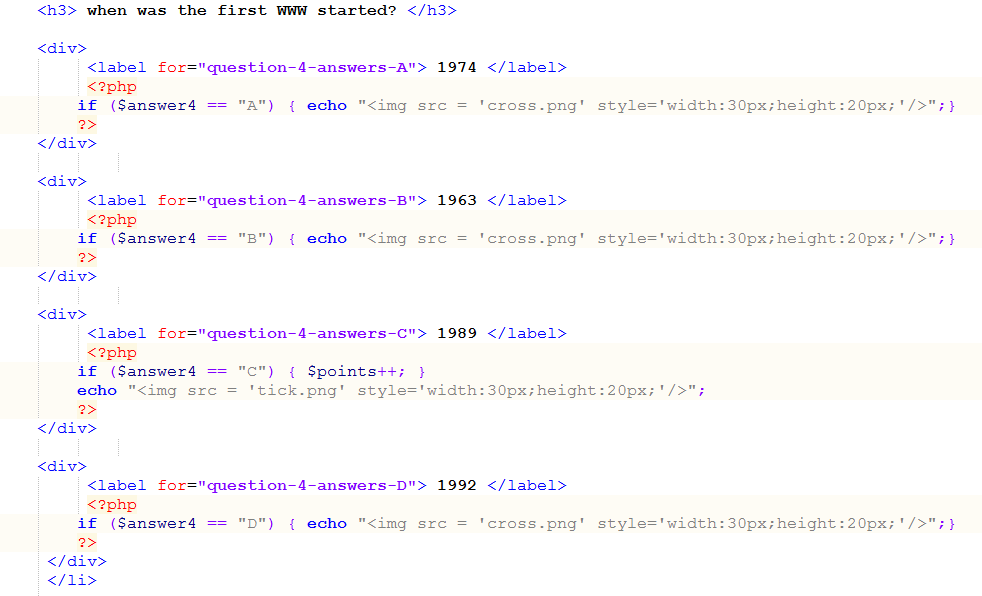 <h3> when was the first WWW started? </h3>
<div>
<label for="question-4-answers-A"> 1974 </label>
<?php
if ($answer4 == "A") { echo "<img src = 'cross.png' style='width:30px;height:20px;'/>";}
?>
</div>
<div>
<label for="question-4-answers-B"> 1963 </label>
<?php
if ($answer4 == "B") { echo "<img src = 'cross.png' style='width:30px;height:20px;'/>";}
?>
</div>
<div>
<label for="question-4-answers-C"> 1989 </label>
<?php
if ($answer4 == "C") { $points++; }
echo "<img src = 'tick.png' style='width:30px;height:20px;'/>";
?>
</div>
<div>
<label for="question-4-answers-D"> 1992 </label>
<?php
if ($answer4 == "D") { echo "<img src = 'cross.png' style='width:30px;height:20px;'/>";}
?>
</div>
</li>